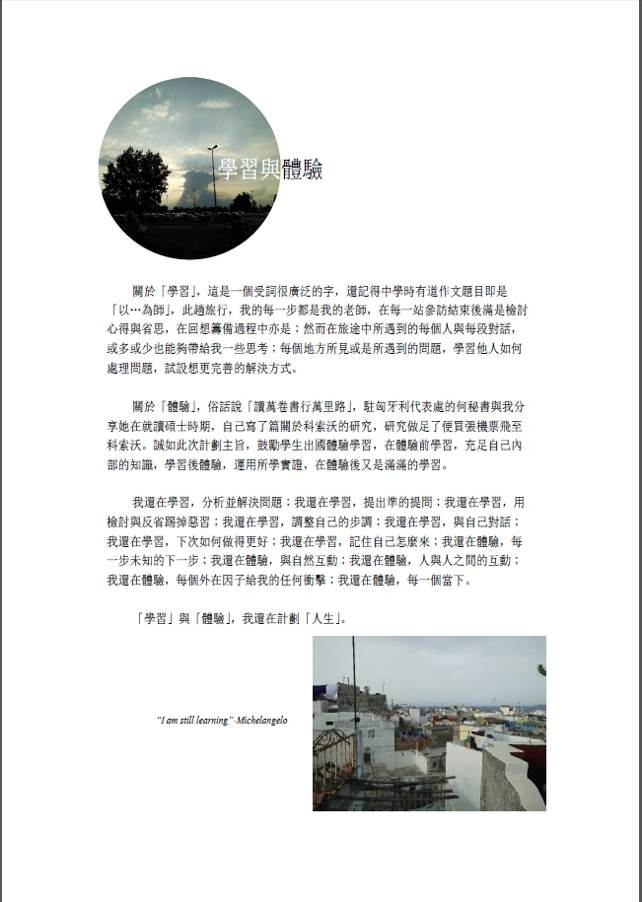 學習與體驗
關於「學習」，這是一個受詞很廣泛的字，還記得中學時有道作文題目即是
「以…為師」，此趟旅行，我的每一步都是我的老師，在每一站參訪結束後滿是檢討
心得與省思，在回想籌備過程中亦是；然而在旅途中所遇到的每個人與每段對話，
或多或少也能夠帶給我一些思考；每個地方所見或是所遇到的問題，學習他人如何
處理問題，試設想更完善的解決方式。
關於「體驗」，俗話說「讀萬卷書行萬里路」，駐匈牙利代表處的何秘書與我分
享她在就讀碩士時期，自己寫了篇關於科索沃的研究，研究做足了便買張機票飛至
科索沃。誠如此次計劃主旨，鼓勵學生出國體驗學習，在體驗前學習，充足自己內
部的知識，學習後體驗，運用所學實證，在體驗後又是滿滿的學習。
我還在學習，分析並解決問題；我還在學習，提出準的提問；我還在學習，用
檢討與反省踢掉惡習；我還在學習，調整自己的步調；我還在學習，與自己對話；
我還在學習，下次如何做得更好；我還在學習，記住自己怎麼來；我還在體驗，每
一步未知的下一步；我還在體驗，與自然互動；我還在體驗，人與人之間的互動；
我還在體驗，每個外在因子給我的任何衝擊；我還在體驗，每一個當下。
「學習」與「體驗」，我還在計劃「人生」。
"I am still learning"-Michelangelo